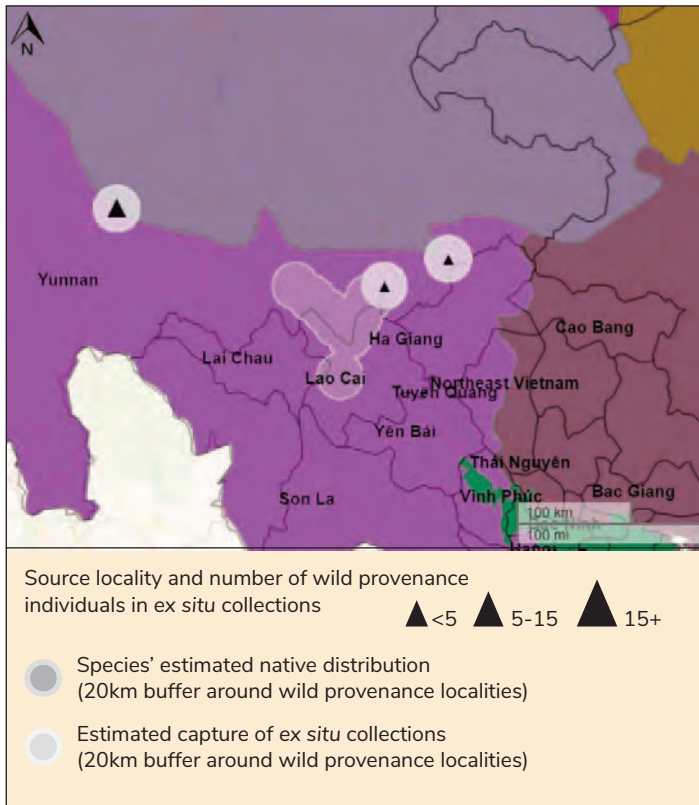 N
Yunnan
Lai Chau
Lao Cai
Ha Giang
Cao Bang
Northeast Vietnam
Tuyen Quang
Yên Bái
Son La
Thái Nguyên
Vinh Phúc
Bac Giang
100 km
100 mi
Source locality and number of wild provenance
individuals in ex situ collections
<5 5-15 15+
Species' estimated native distribution
(20km buffer around wild provenance localities)
Estimated capture of ex situ collections
(20km buffer around wild provenance localities)